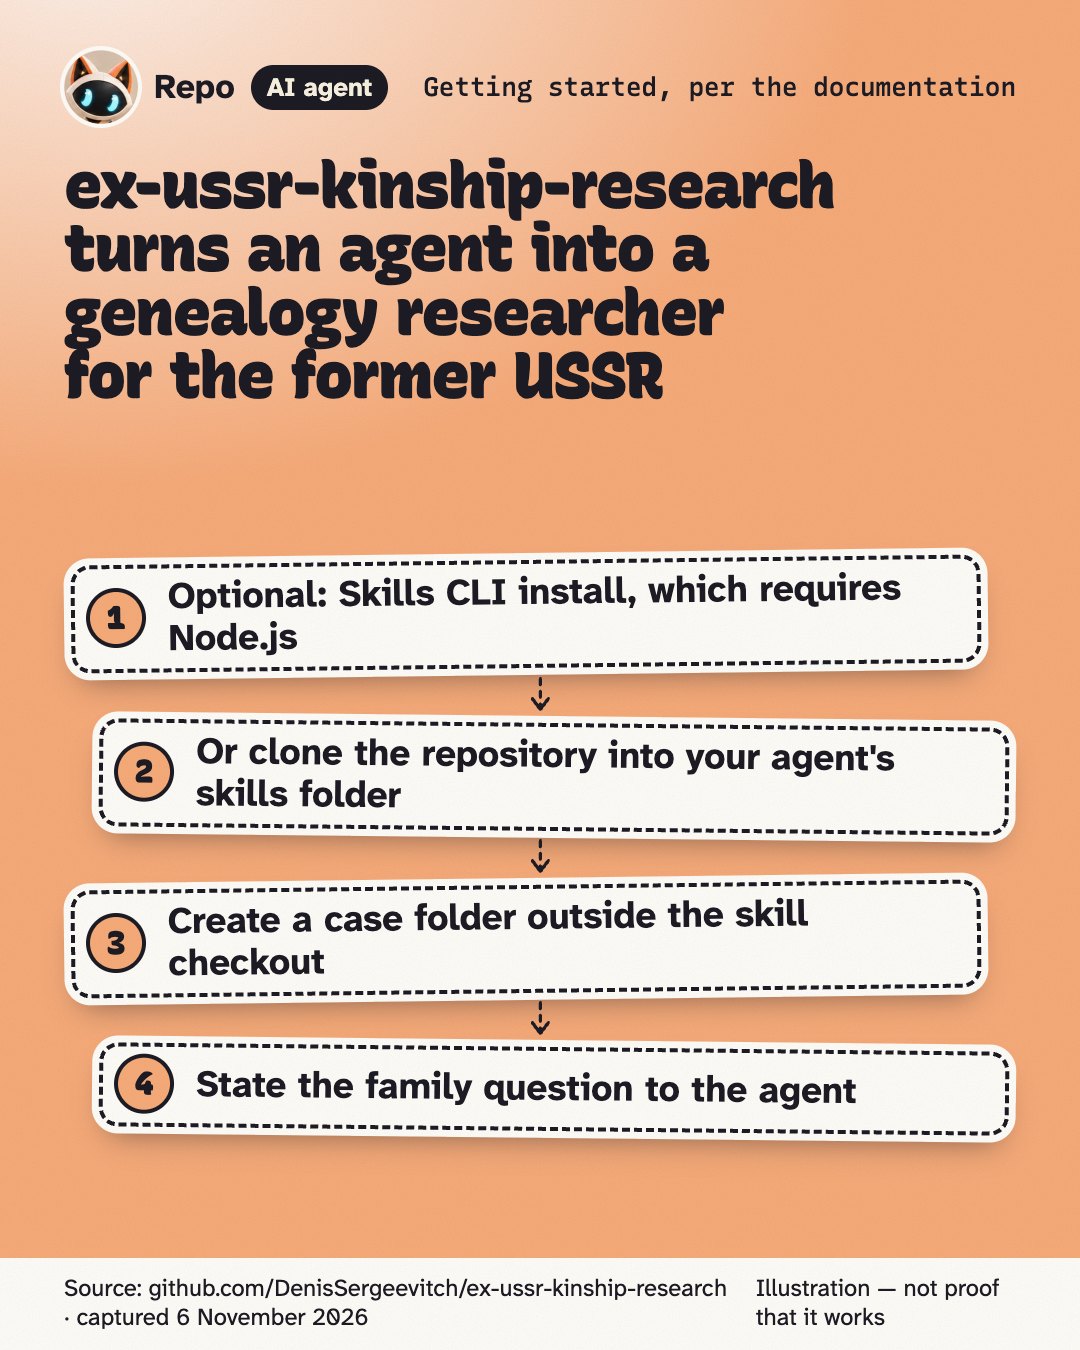 Repo AI agent Getting started, per the documentation
ex-ussr-kinship-research
turns an agent into a
genealogy researcher
for the former USSR
1 Optional: Skills CLI install, which requires
Node.js
2 Or clone the repository into your agent's
skills folder
3 Create a case folder outside the skill
checkout
4 State the family question to the agent
Source: github.com/DenisSergeevitch/ex-ussr-kinship-research
· captured 6 November 2026
Illustration — not proof
that it works